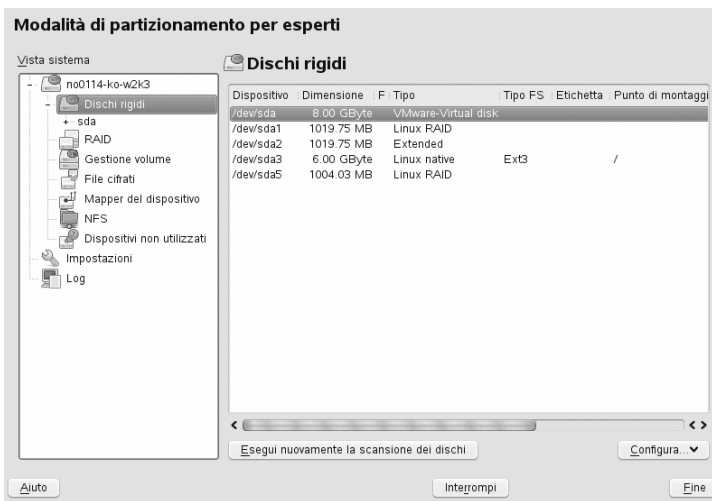 Modalità di partizionamento per esperti
Vista sistema
no0114-ko-w2k3
Dischi rigidi
sda
RAID
Gestione volume
File cifrati
Mapper del dispositivo
NFS
Dispositivi non utilizzati
Impostazioni
Log
Dischi rigidi
Dispositivo Dimensione F Tipo Tipo FS Etichetta Punto di montaggi
/dev/sda 8.00 GByte VMware-Virtual disk
/dev/sda1 1019.75 MB Linux RAID
/dev/sda2 1019.75 MB Extended
/dev/sda3 6.00 GByte Linux native Ext3 /
/dev/sda5 1004.03 MB Linux RAID
Esegui nuovamente la scansione dei dischi
Configura...
Aiuto
Interrompi
Fine